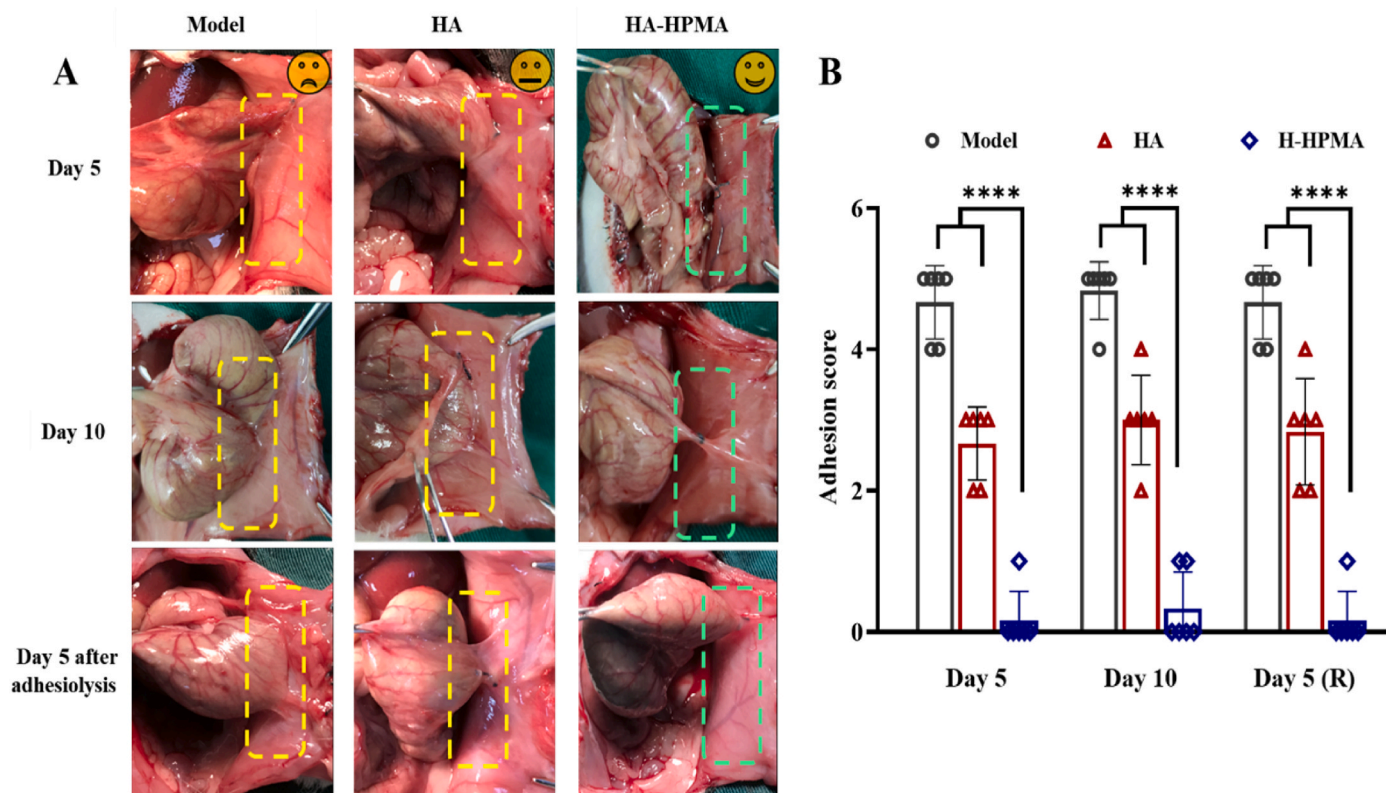 Model HA HA-HPMA
A
Day 5
Day 10
Day 5 after
adhesiolysis
B
Model HA H-HPMA
**** **** ****
6
4
2
0
Adhesion score
Day 5 Day 10 Day 5 (R)